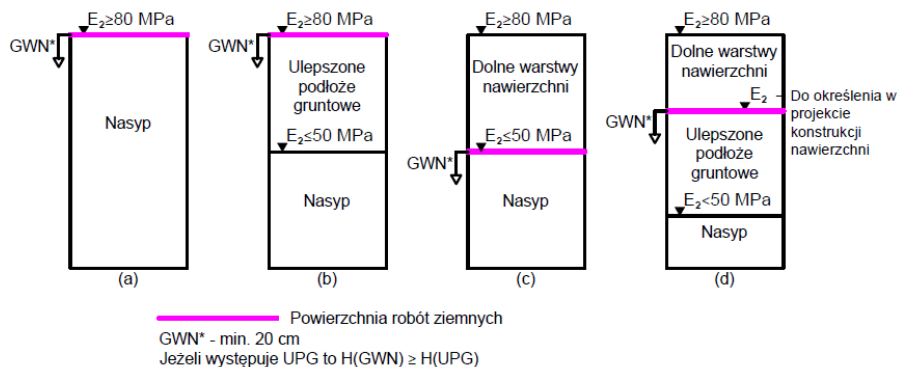 E₂≥80 MPa
GWN*
Nasyp
(a)
E₂≥80 MPa
GWN*
Ulepszone
podłoże
gruntowe
E₂≤50 MPa
Nasyp
(b)
E₂≥80 MPa
Dolne warstwy
nawierzchni
E₂≤50 MPa
GWN*
Nasyp
(c)
E₂≥80 MPa
Dolne warstwy
nawierzchni
E₂ - Do określenia w
projekcie
konstrukcji
nawierzchni
GWN*
Ulepszone
podłoże
gruntowe
E₂<50 MPa
Nasyp
(d)
Powierzchnia robót ziemnych
GWN* - min. 20 cm
Jeżeli występuje UPG to H(GWN) ≥ H(UPG)